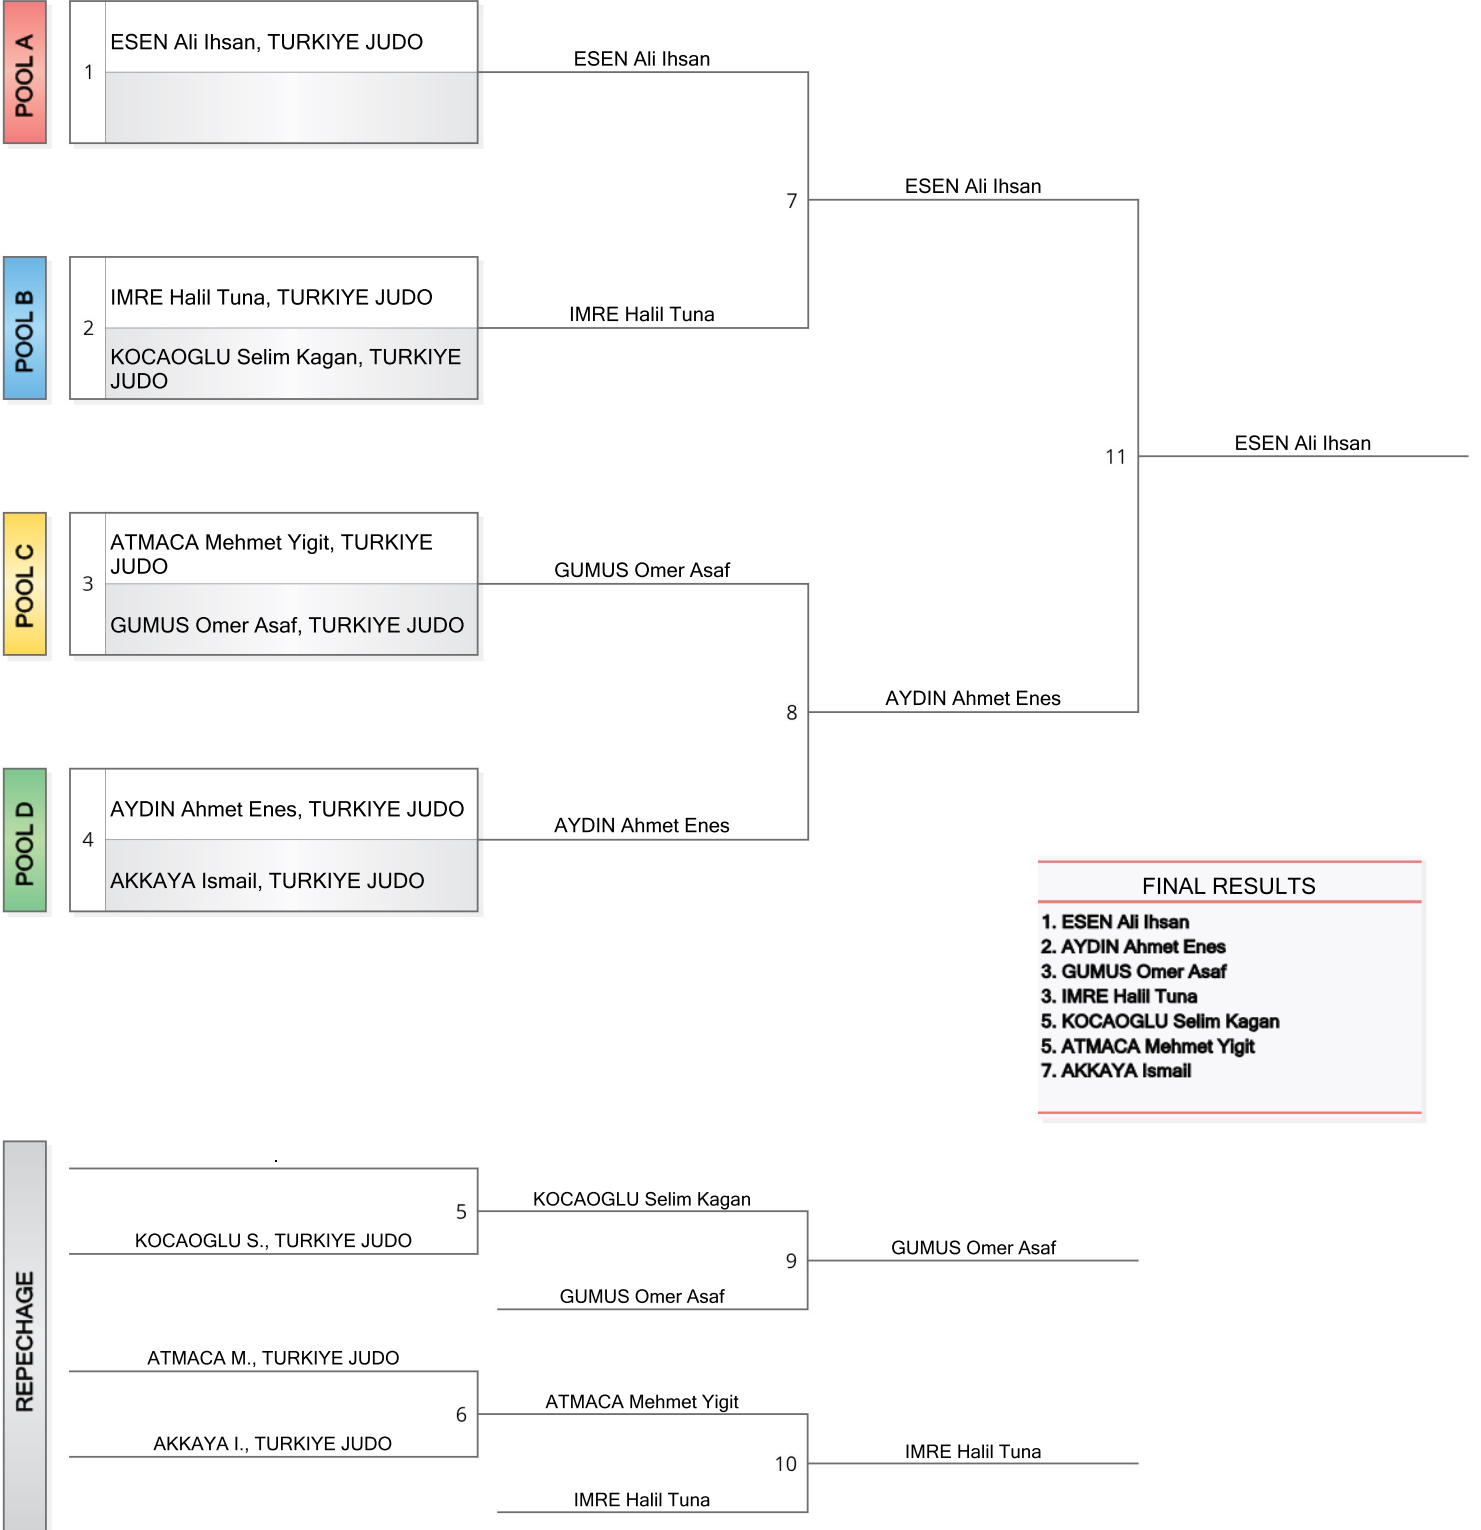 POOL A
1
ESEN Ali Ihsan, TURKIYE JUDO
ESEN Ali Ihsan
7
ESEN Ali Ihsan
POOL B
2
IMRE Halil Tuna, TURKIYE JUDO
KOCAOGLU Selim Kagan, TURKIYE
JUDO
IMRE Halil Tuna
11
ESEN Ali Ihsan
POOL C
3
ATMACA Mehmet Yigit, TURKIYE
JUDO
GUMUS Omer Asaf, TURKIYE JUDO
GUMUS Omer Asaf
8
AYDIN Ahmet Enes
POOL D
4
AYDIN Ahmet Enes, TURKIYE JUDO
AKKAYA Ismail, TURKIYE JUDO
AYDIN Ahmet Enes
FINAL RESULTS
1. ESEN Ali Ihsan
2. AYDIN Ahmet Enes
3. GUMUS Omer Asaf
3. IMRE Halil Tuna
5. KOCAOGLU Selim Kagan
5. ATMACA Mehmet Yigit
7. AKKAYA Ismail
REPECHAGE
.
5
KOCAOGLU S., TURKIYE JUDO
KOCAOGLU Selim Kagan
9
GUMUS Omer Asaf
GUMUS Omer Asaf
ATMACA M., TURKIYE JUDO
6
AKKAYA I., TURKIYE JUDO
ATMACA Mehmet Yigit
10
IMRE Halil Tuna
IMRE Halil Tuna